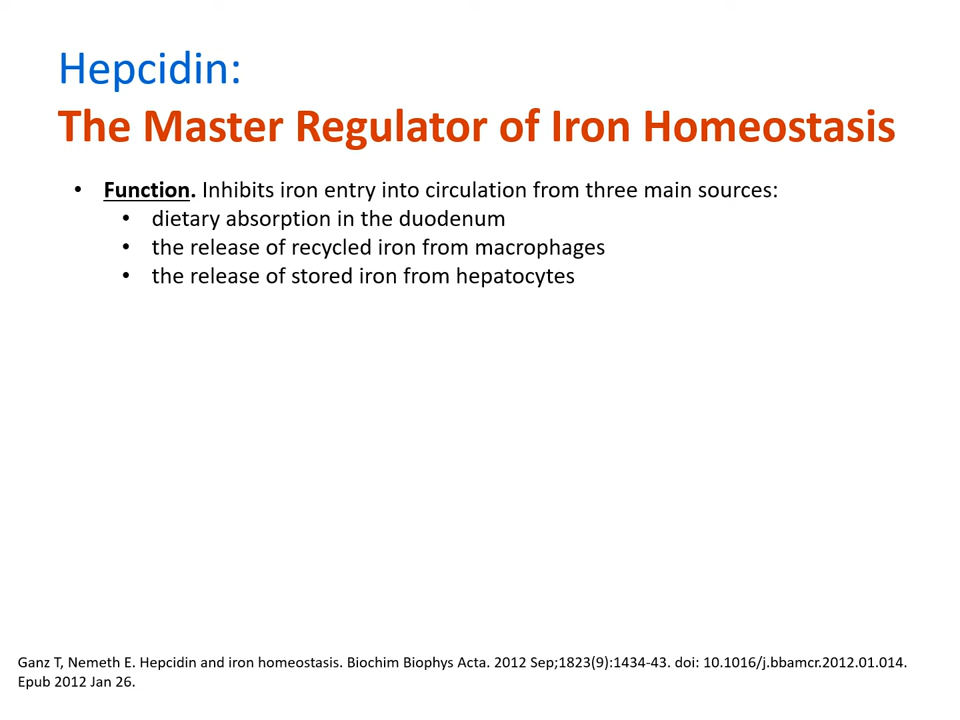 Hepcidin:
The Master Regulator of Iron Homeostasis
• Function. Inhibits iron entry into circulation from three main sources:
• dietary absorption in the duodenum
• the release of recycled iron from macrophages
• the release of stored iron from hepatocytes
Ganz T, Nemeth E. Hepcidin and iron homeostasis. Biochim Biophys Acta. 2012 Sep;1823(9):1434-43. doi: 10.1016/j.bbamcr.2012.01.014.
Epub 2012 Jan 26.